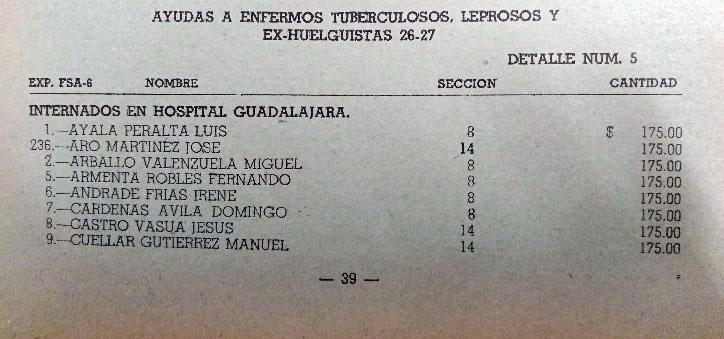 AYUDAS A ENFERMOS TUBERCULOSOS, LEPROSOS Y
EX-HUELGUISTAS 26-27
DETALLE NUM. 5
EXP. FSA-6 NOMBRE SECCION CANTIDAD
INTERNADOS EN HOSPITAL GUADALAJARA.
1.—AYALA PERALTA LUIS 8 $ 175.00
236.—ARO MARTINEZ JOSE 14 175.00
2.—ARBALLO VALENZUELA MIGUEL 8 175.00
5.—ARMENTA ROBLES FERNANDO 8 175.00
6.—ANDRADE FRIAS IRENE 8 175.00
7.—CARDENAS AVILA DOMINGO 8 175.00
8.—CASTRO VASUA JESUS 14 175.00
9.—CUELLAR GUTIERREZ MANUEL 14 175.00
— 39 —